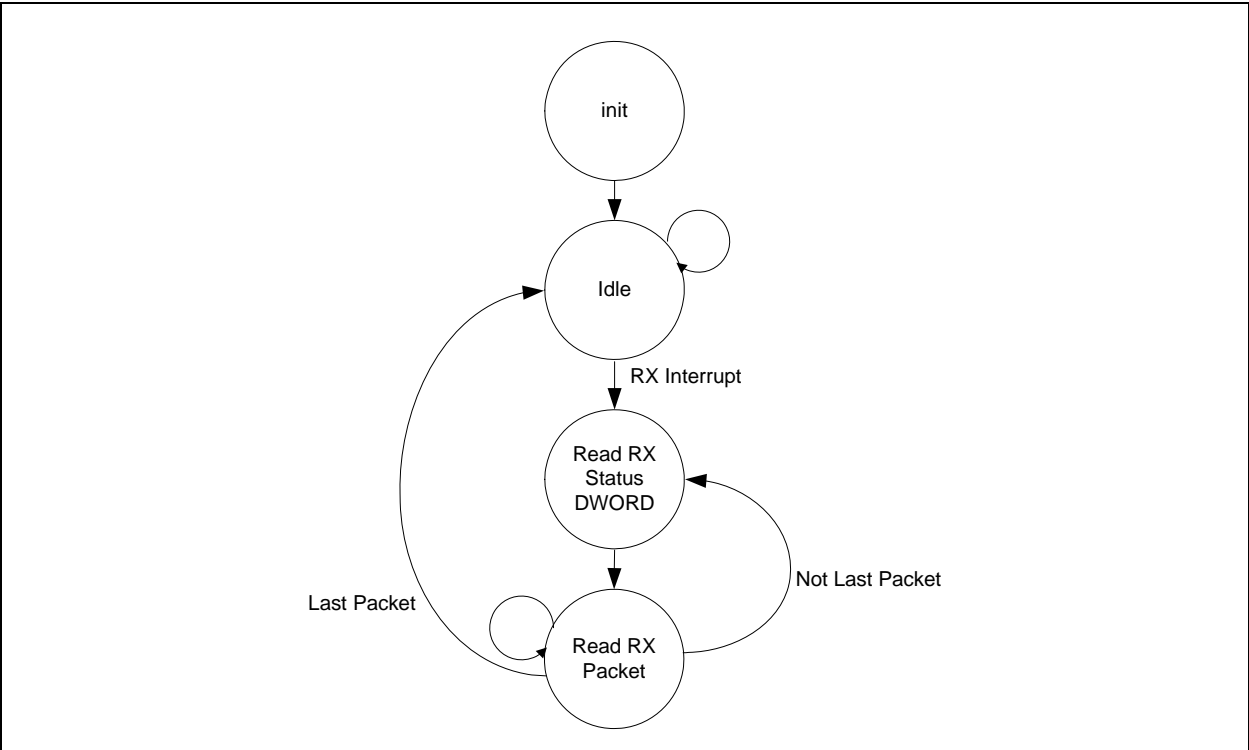 init
Idle
RX Interrupt
Read RX
Status
DWORD
Not Last Packet
Last Packet
Read RX
Packet